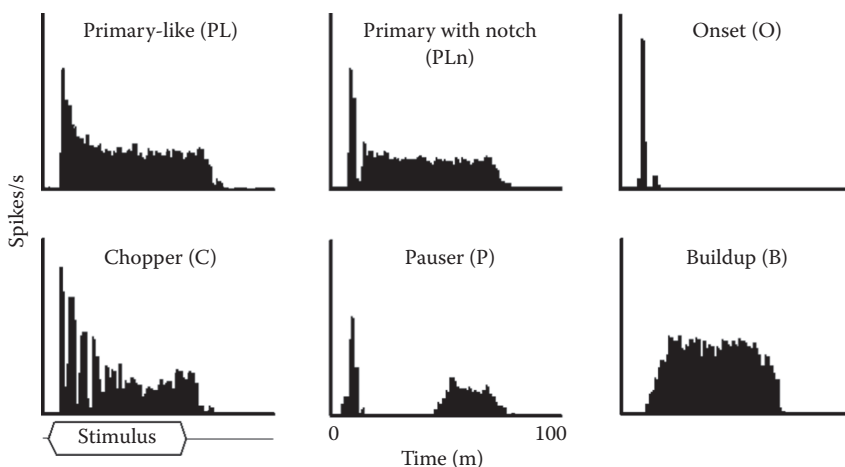 Primary-like (PL)
Primary with notch
(PLn)
Onset (O)
Spikes/s
Chopper (C)
Pauser (P)
Buildup (B)
Stimulus
0
100
Time (m)